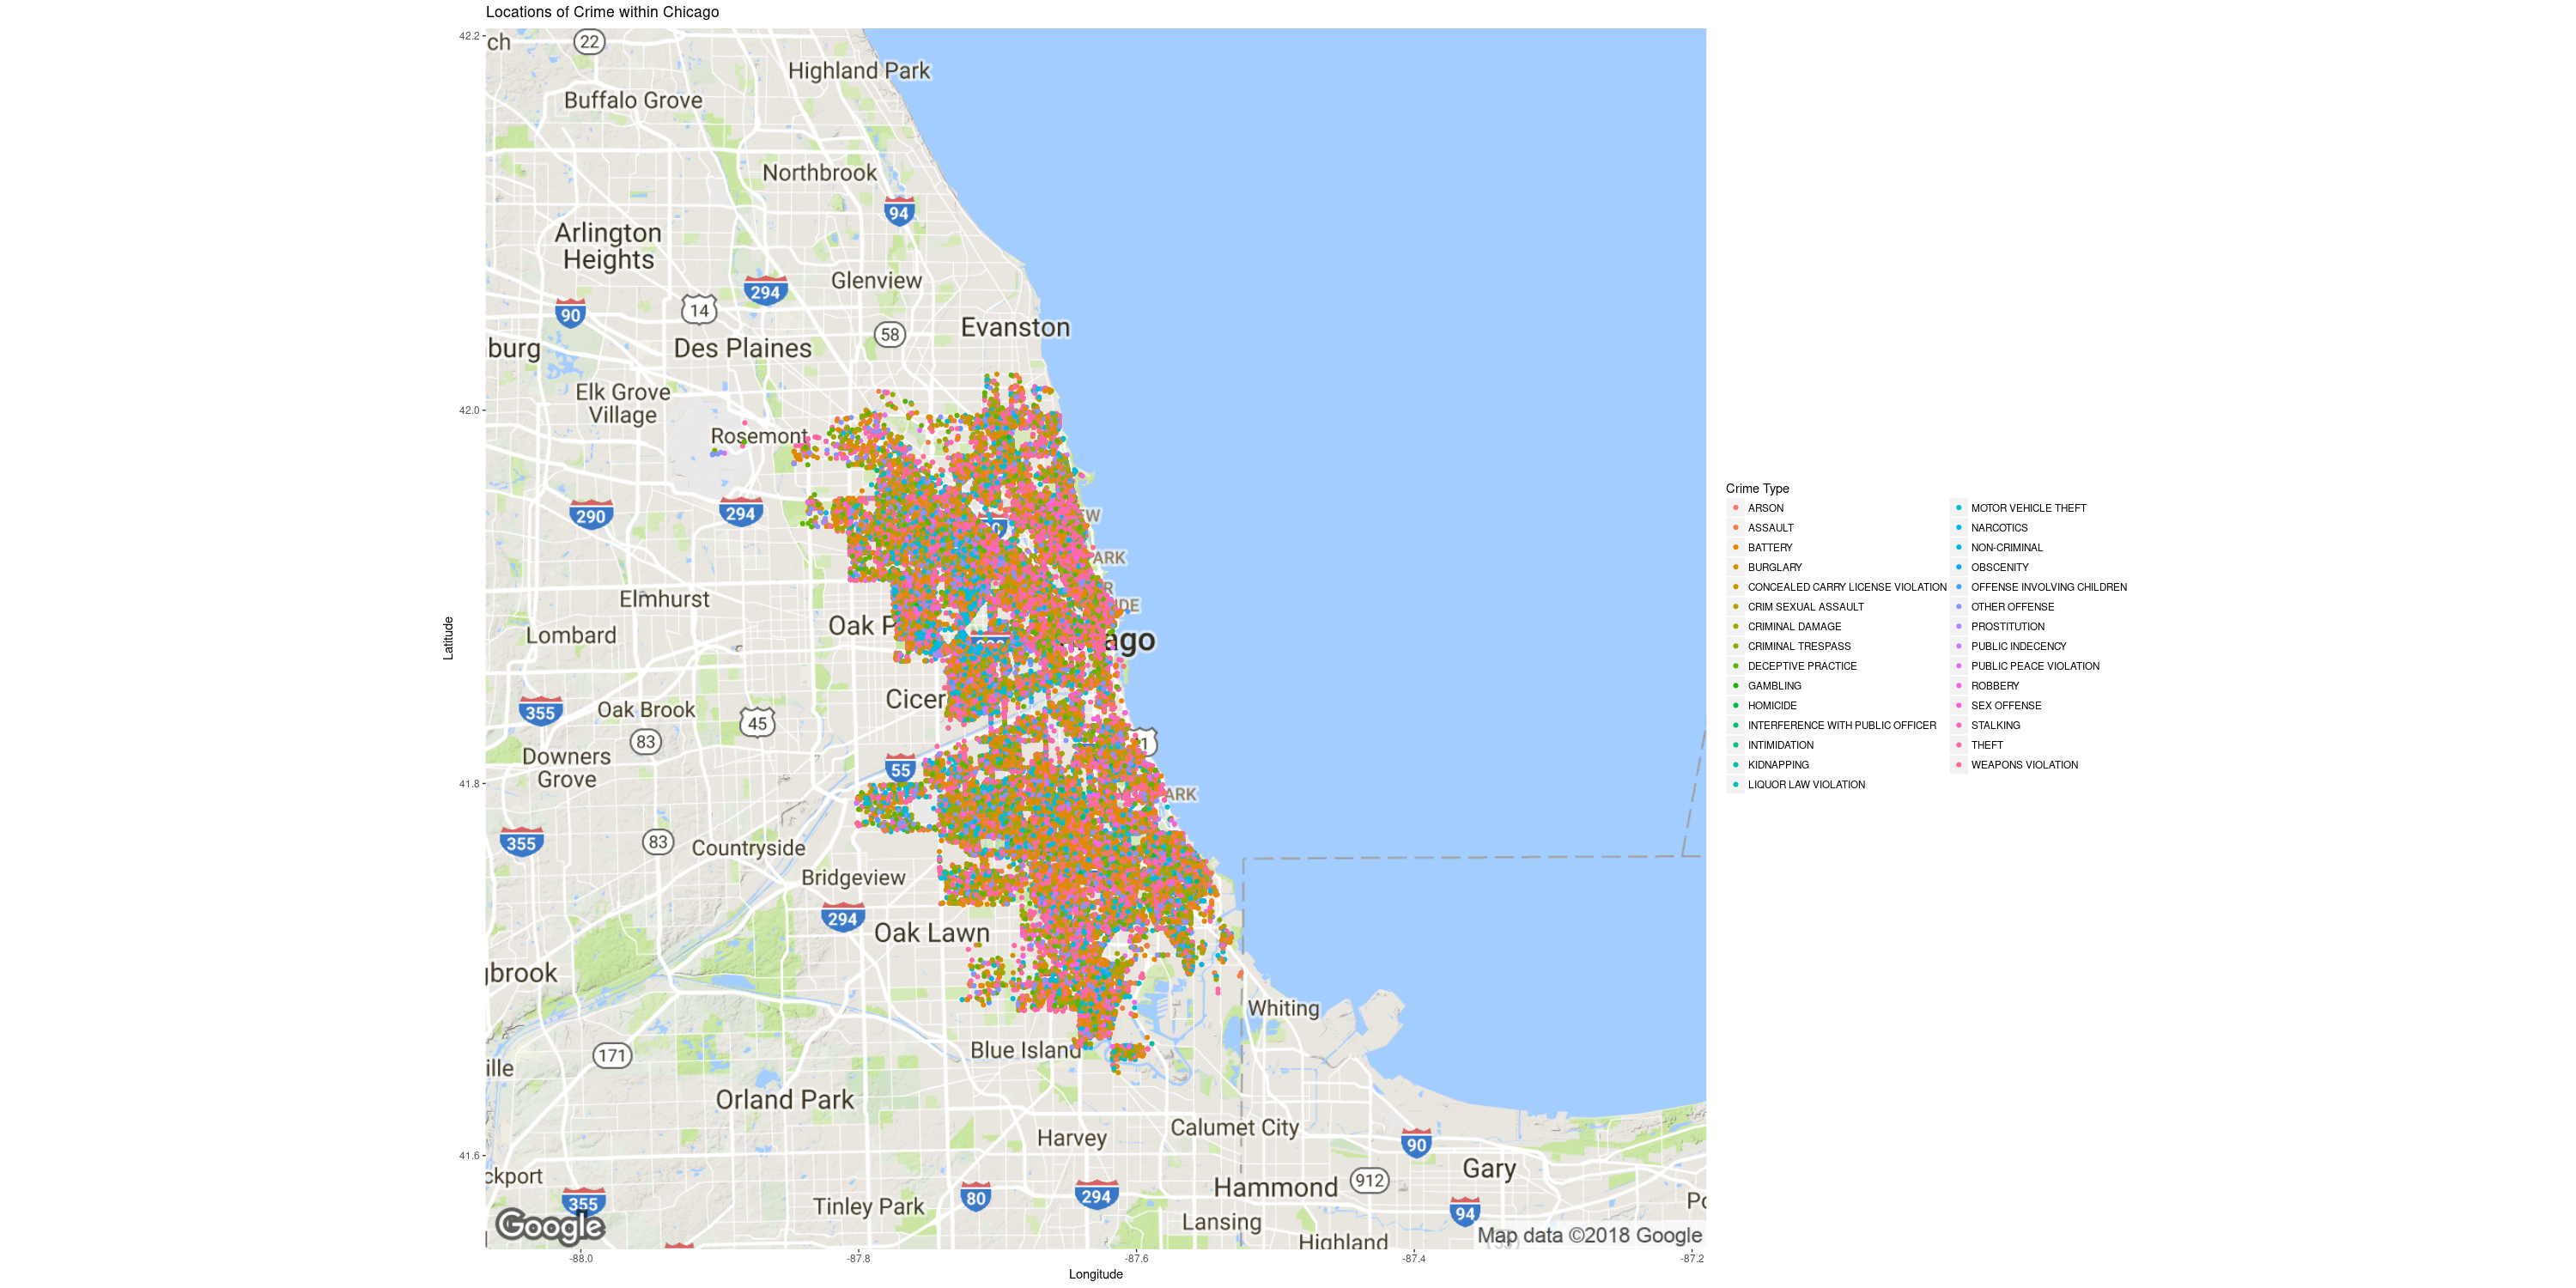 Locations of Crime within Chicago
42.2
ch
22
Highland Park
Buffalo Grove
Northbrook
94
Arlington
Heights
Glenview
294
14
90
58
Evanston
burg
Des Plaines
Elk Grove
Village
42.0
Rosemont
290
294
EW
ARK
R
IDE
Elmhurst
Oak P
Lombard
ago
Cicer
355
Oak Brook
45
83
1
Downers
Grove
55
41.8
ARK
355
83
Countryside
Bridgeview
294
Oak Lawn
gbrook
Whiting
171
Blue Island
ille
Orland Park
Calumet City
Harvey
90
41.6
Gary
ckport
912
Hammond
80
294
355
Po
Tinley Park
94
Lansing
Google
Highland
Map data ©2018 Google
-88.0
-87.8
-87.6
-87.4
-87.2
Longitude
Latitude
Crime Type
ARSON
ASSAULT
BATTERY
BURGLARY
CONCEALED CARRY LICENSE VIOLATION
CRIM SEXUAL ASSAULT
CRIMINAL DAMAGE
CRIMINAL TRESPASS
DECEPTIVE PRACTICE
GAMBLING
HOMICIDE
INTERFERENCE WITH PUBLIC OFFICER
INTIMIDATION
KIDNAPPING
LIQUOR LAW VIOLATION
MOTOR VEHICLE THEFT
NARCOTICS
NON-CRIMINAL
OBSCENITY
OFFENSE INVOLVING CHILDREN
OTHER OFFENSE
PROSTITUTION
PUBLIC INDECENCY
PUBLIC PEACE VIOLATION
ROBBERY
SEX OFFENSE
STALKING
THEFT
WEAPONS VIOLATION